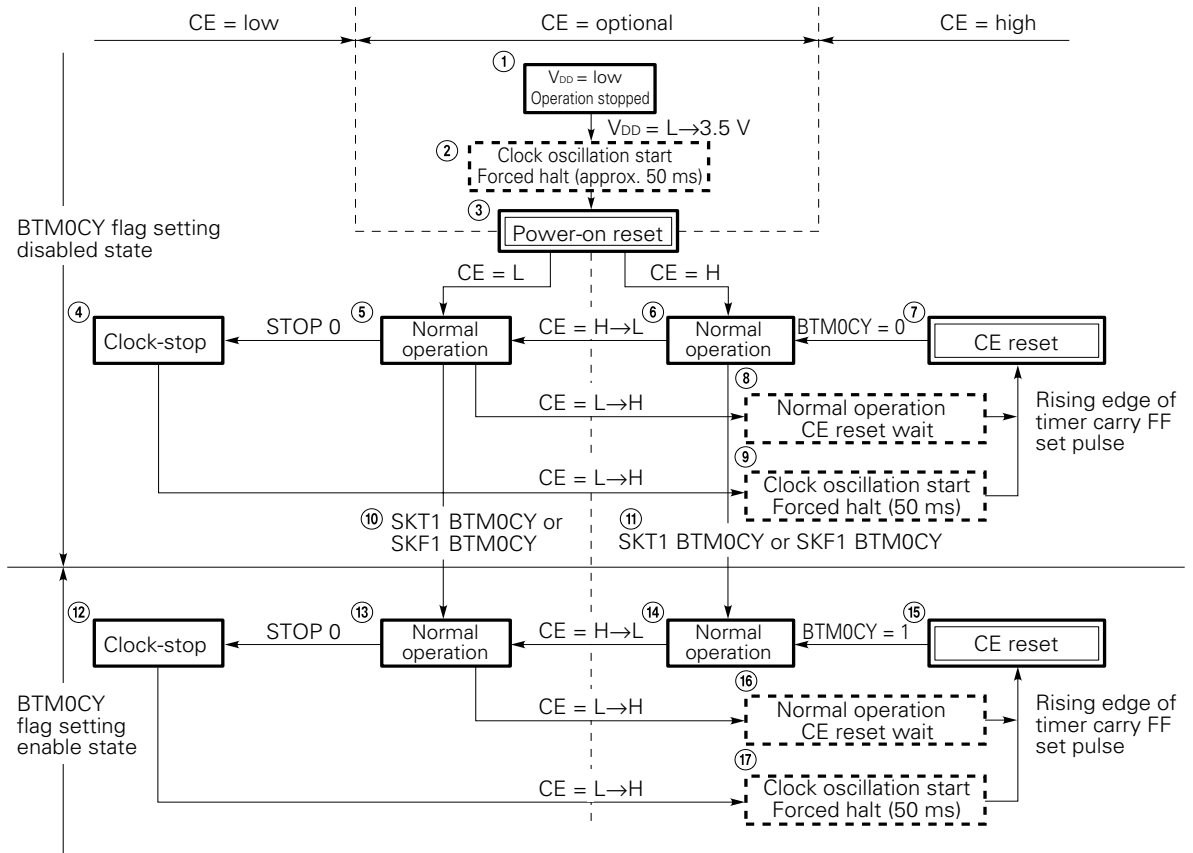 CE = low
CE = optional
CE = high
①
VDD = low
Operation stopped
VDD = L→3.5 V
②
Clock oscillation start
Forced halt (approx. 50 ms)
③
Power-on reset
BTM0CY flag setting
disabled state
CE = L
CE = H
④
Clock-stop
STOP 0
⑤
Normal
operation
CE = H→L
⑥
Normal
operation
BTM0CY = 0
⑦
CE reset
CE = L→H
⑧
Normal operation
CE reset wait
Rising edge of
timer carry FF
set pulse
CE = L→H
⑨
Clock oscillation start
Forced halt (50 ms)
⑩ SKT1 BTM0CY or
SKF1 BTM0CY
⑪
SKT1 BTM0CY or SKF1 BTM0CY
⑫
Clock-stop
STOP 0
⑬
Normal
operation
CE = H→L
⑭
Normal
operation
BTM0CY = 1
⑮
CE reset
BTM0CY
flag setting
enable state
CE = L→H
⑯
Normal operation
CE reset wait
Rising edge of
timer carry FF
set pulse
CE = L→H
⑰
Clock oscillation start
Forced halt (50 ms)